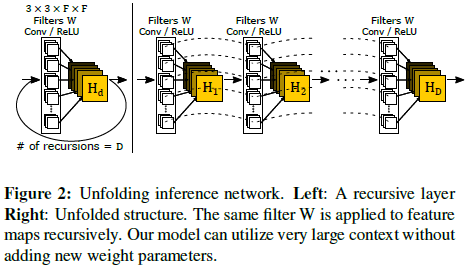 3 × 3 × F × F
Filters W
Conv / ReLU
H_d
# of recursions = D
Filters W
Conv / ReLU
H_1
Filters W
Conv / ReLU
H_2
Filters W
Conv / ReLU
H_D
Figure 2: Unfolding inference network. Left: A recursive layer
Right: Unfolded structure. The same filter W is applied to feature
maps recursively. Our model can utilize very large context without
adding new weight parameters.